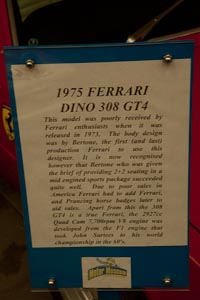 1975 FERRARI
DINO 308 GT4
This model was poorly received by
Ferrari enthusiasts when it was
released in 1973. The body design
was by Bertone, the first (and last)
production Ferrari to use this
designer. It is now recognised
however that Bertone who was given
the brief of providing 2+2 seating in a
mid engined sports package succeeded
quite well. Due to poor sales in
America Ferrari had to add Ferrari,
and Prancing horse badges later to
aid sales. Apart from this the 308
GT4 is a true Ferrari, the 2927cc
Quad Cam 7,700rpm V8 engine was
developed from the F1 engine that
took John Surtees to his world
championship in the 60's.
Motor Museum